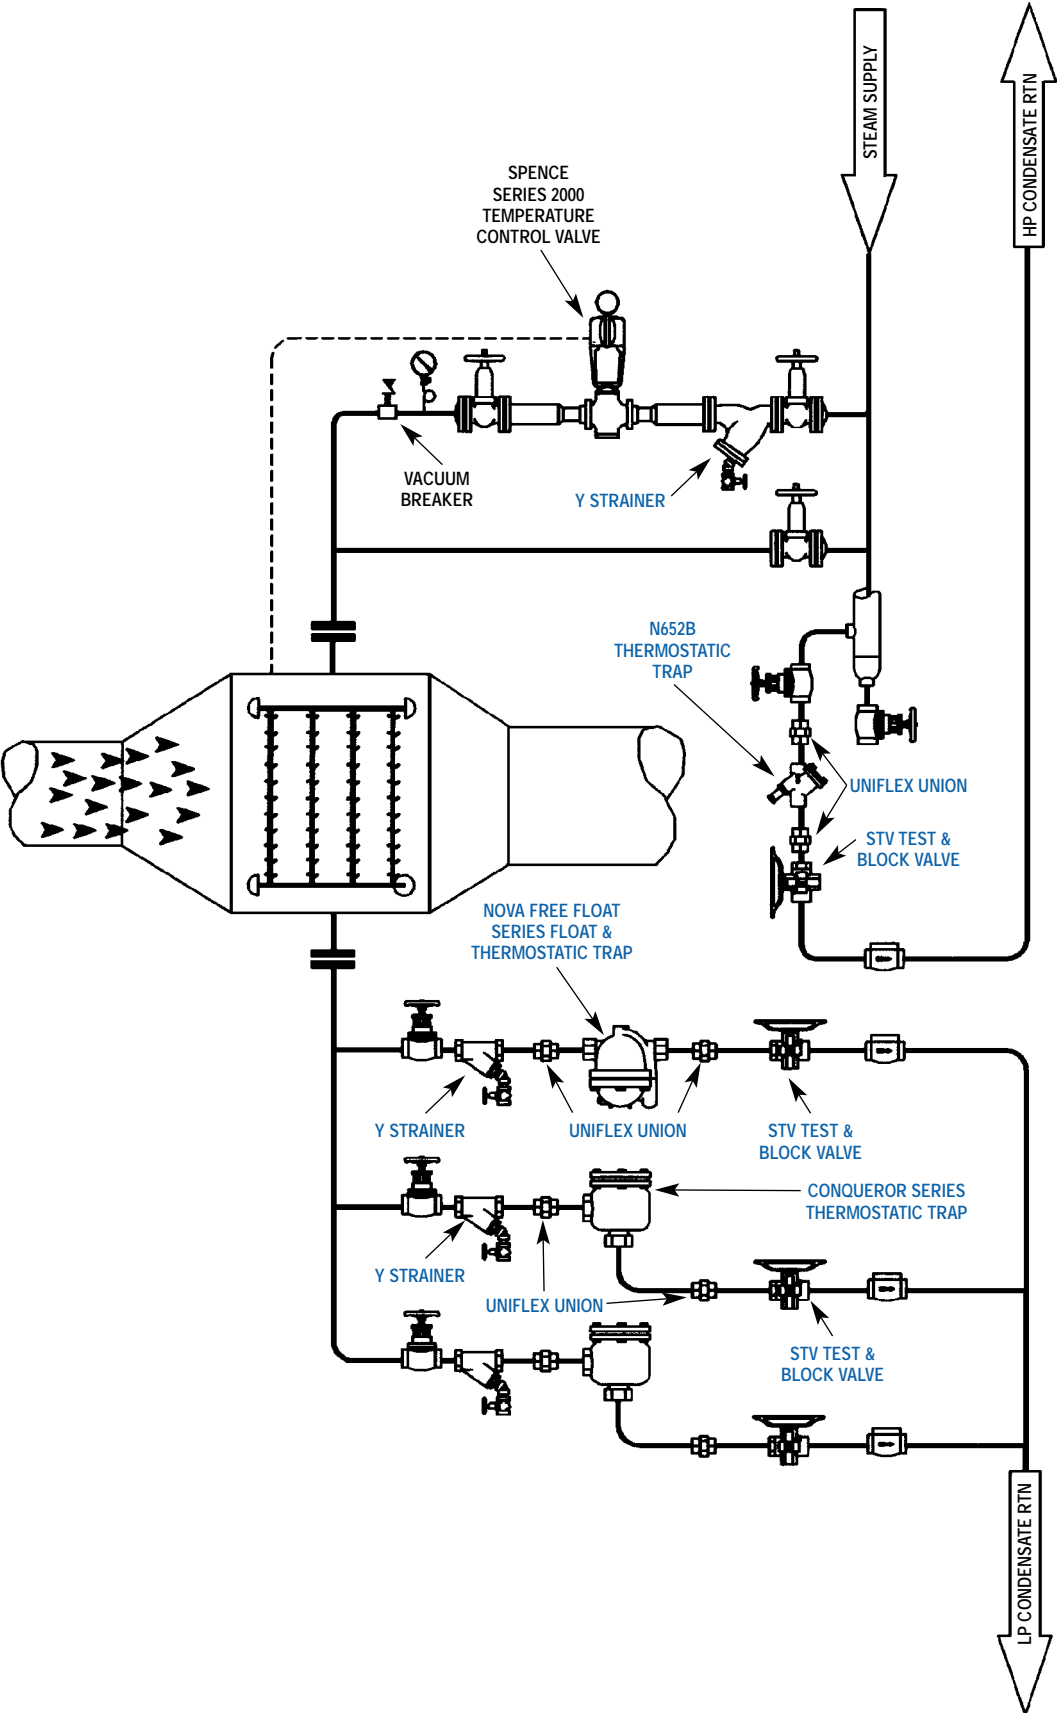 STEAM SUPPLY
HP CONDENSATE RTN
SPENCE
SERIES 2000
TEMPERATURE
CONTROL VALVE
VACUUM
BREAKER
Y STRAINER
N652B
THERMOSTATIC
TRAP
UNIFLEX UNION
STV TEST &
BLOCK VALVE
NOVA FREE FLOAT
SERIES FLOAT &
THERMOSTATIC TRAP
Y STRAINER
UNIFLEX UNION
STV TEST &
BLOCK VALVE
CONQUEROR SERIES
THERMOSTATIC TRAP
Y STRAINER
UNIFLEX UNION
STV TEST &
BLOCK VALVE
LP CONDENSATE RTN